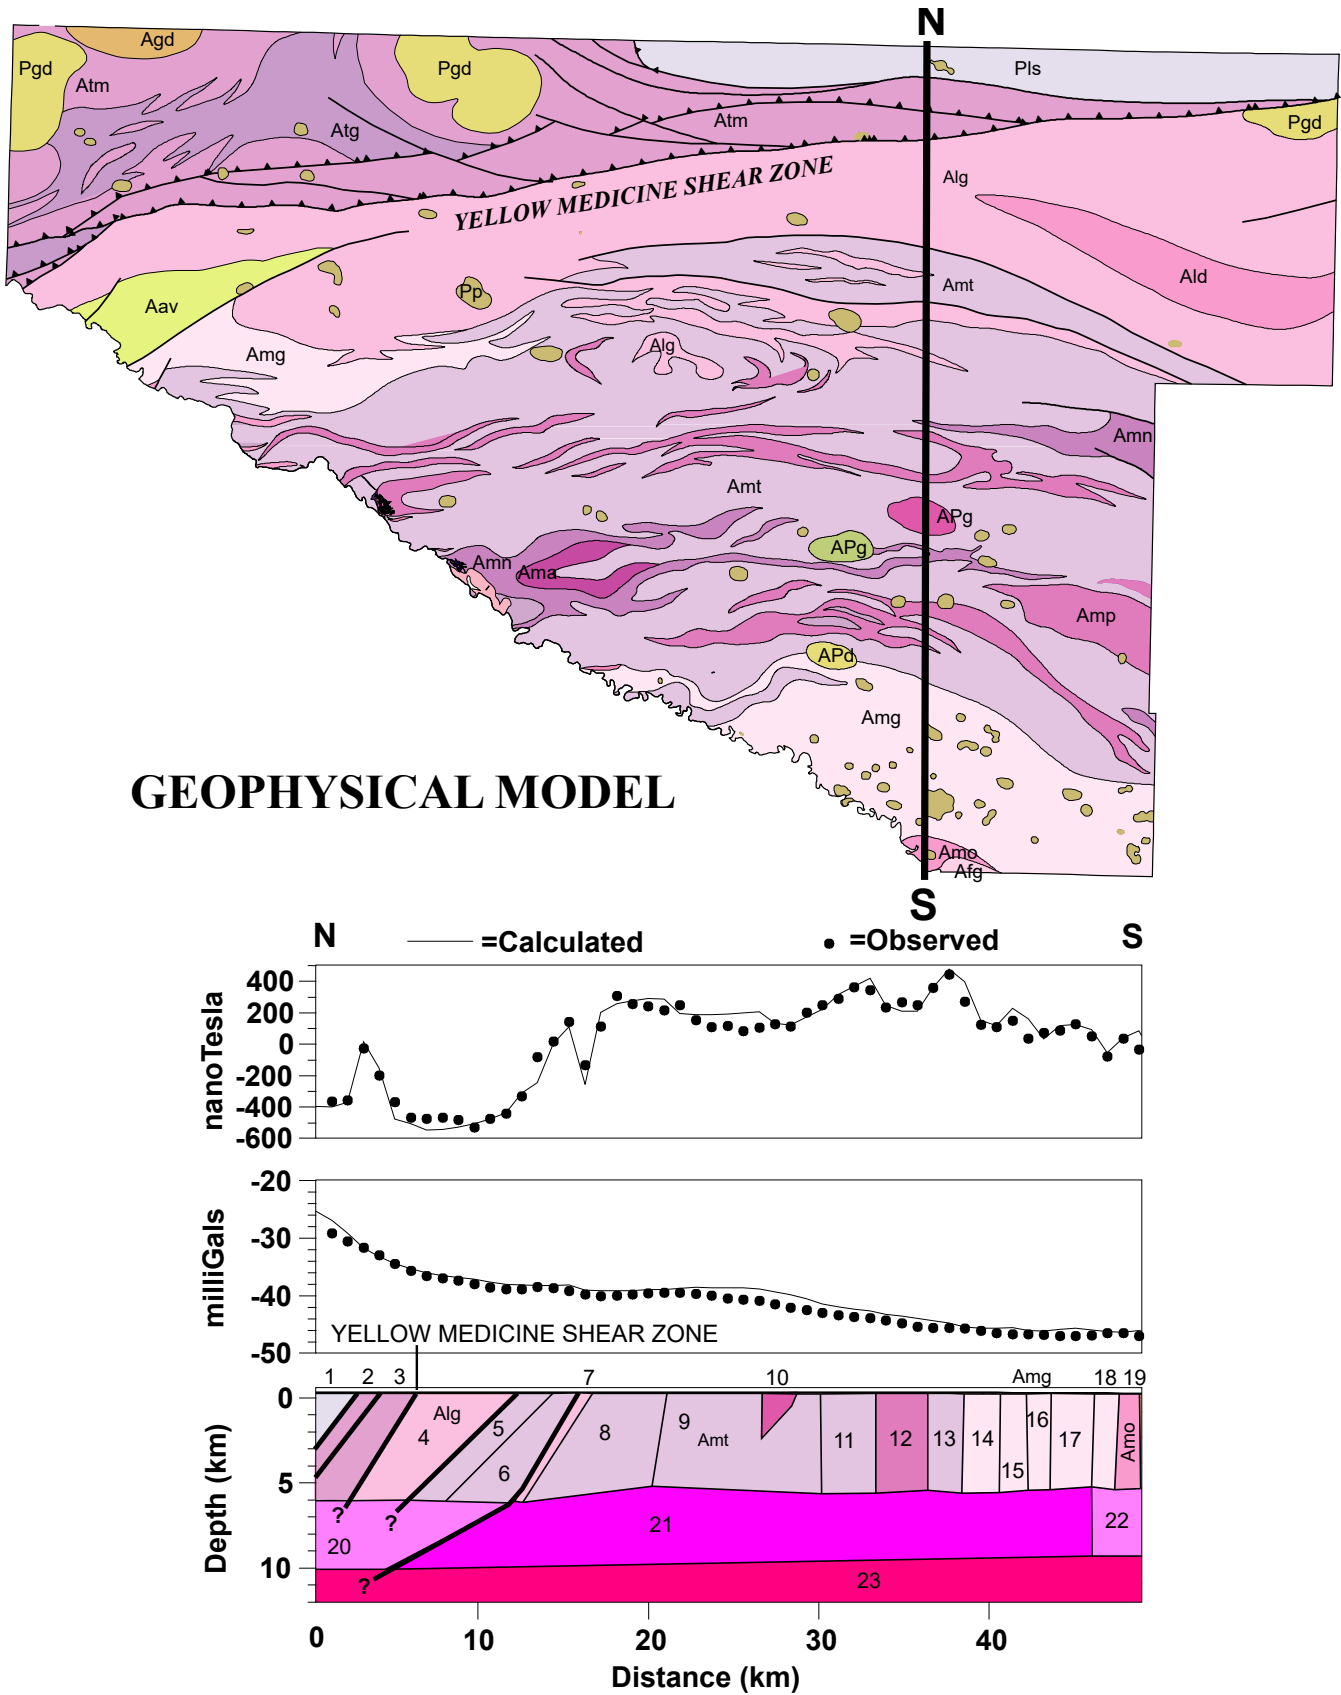 N
Agd
Pgd
Pgd
Pls
Atm
Atm
Pgd
Atg
YELLOW MEDICINE SHEAR ZONE
Alg
Ald
Amt
Pp
Aav
Alg
Amg
Amn
Amt
APg
APg
Amn
Ama
Amp
APd
Amg
GEOPHYSICAL MODEL
Amo
Afg
S
N
=Calculated
=Observed
S
nanoTesla
400
200
0
-200
-400
-600
milliGals
-20
-30
-40
-50
YELLOW MEDICINE SHEAR ZONE
1 2 3 7 10 Amg 18 19
Depth (km)
0
5
10
Alg
4
5
6
8
9
Amt
11
12
13
14
15
16
17
Amo
?
?
?
20
21
22
23
0 10 20 30 40
Distance (km)